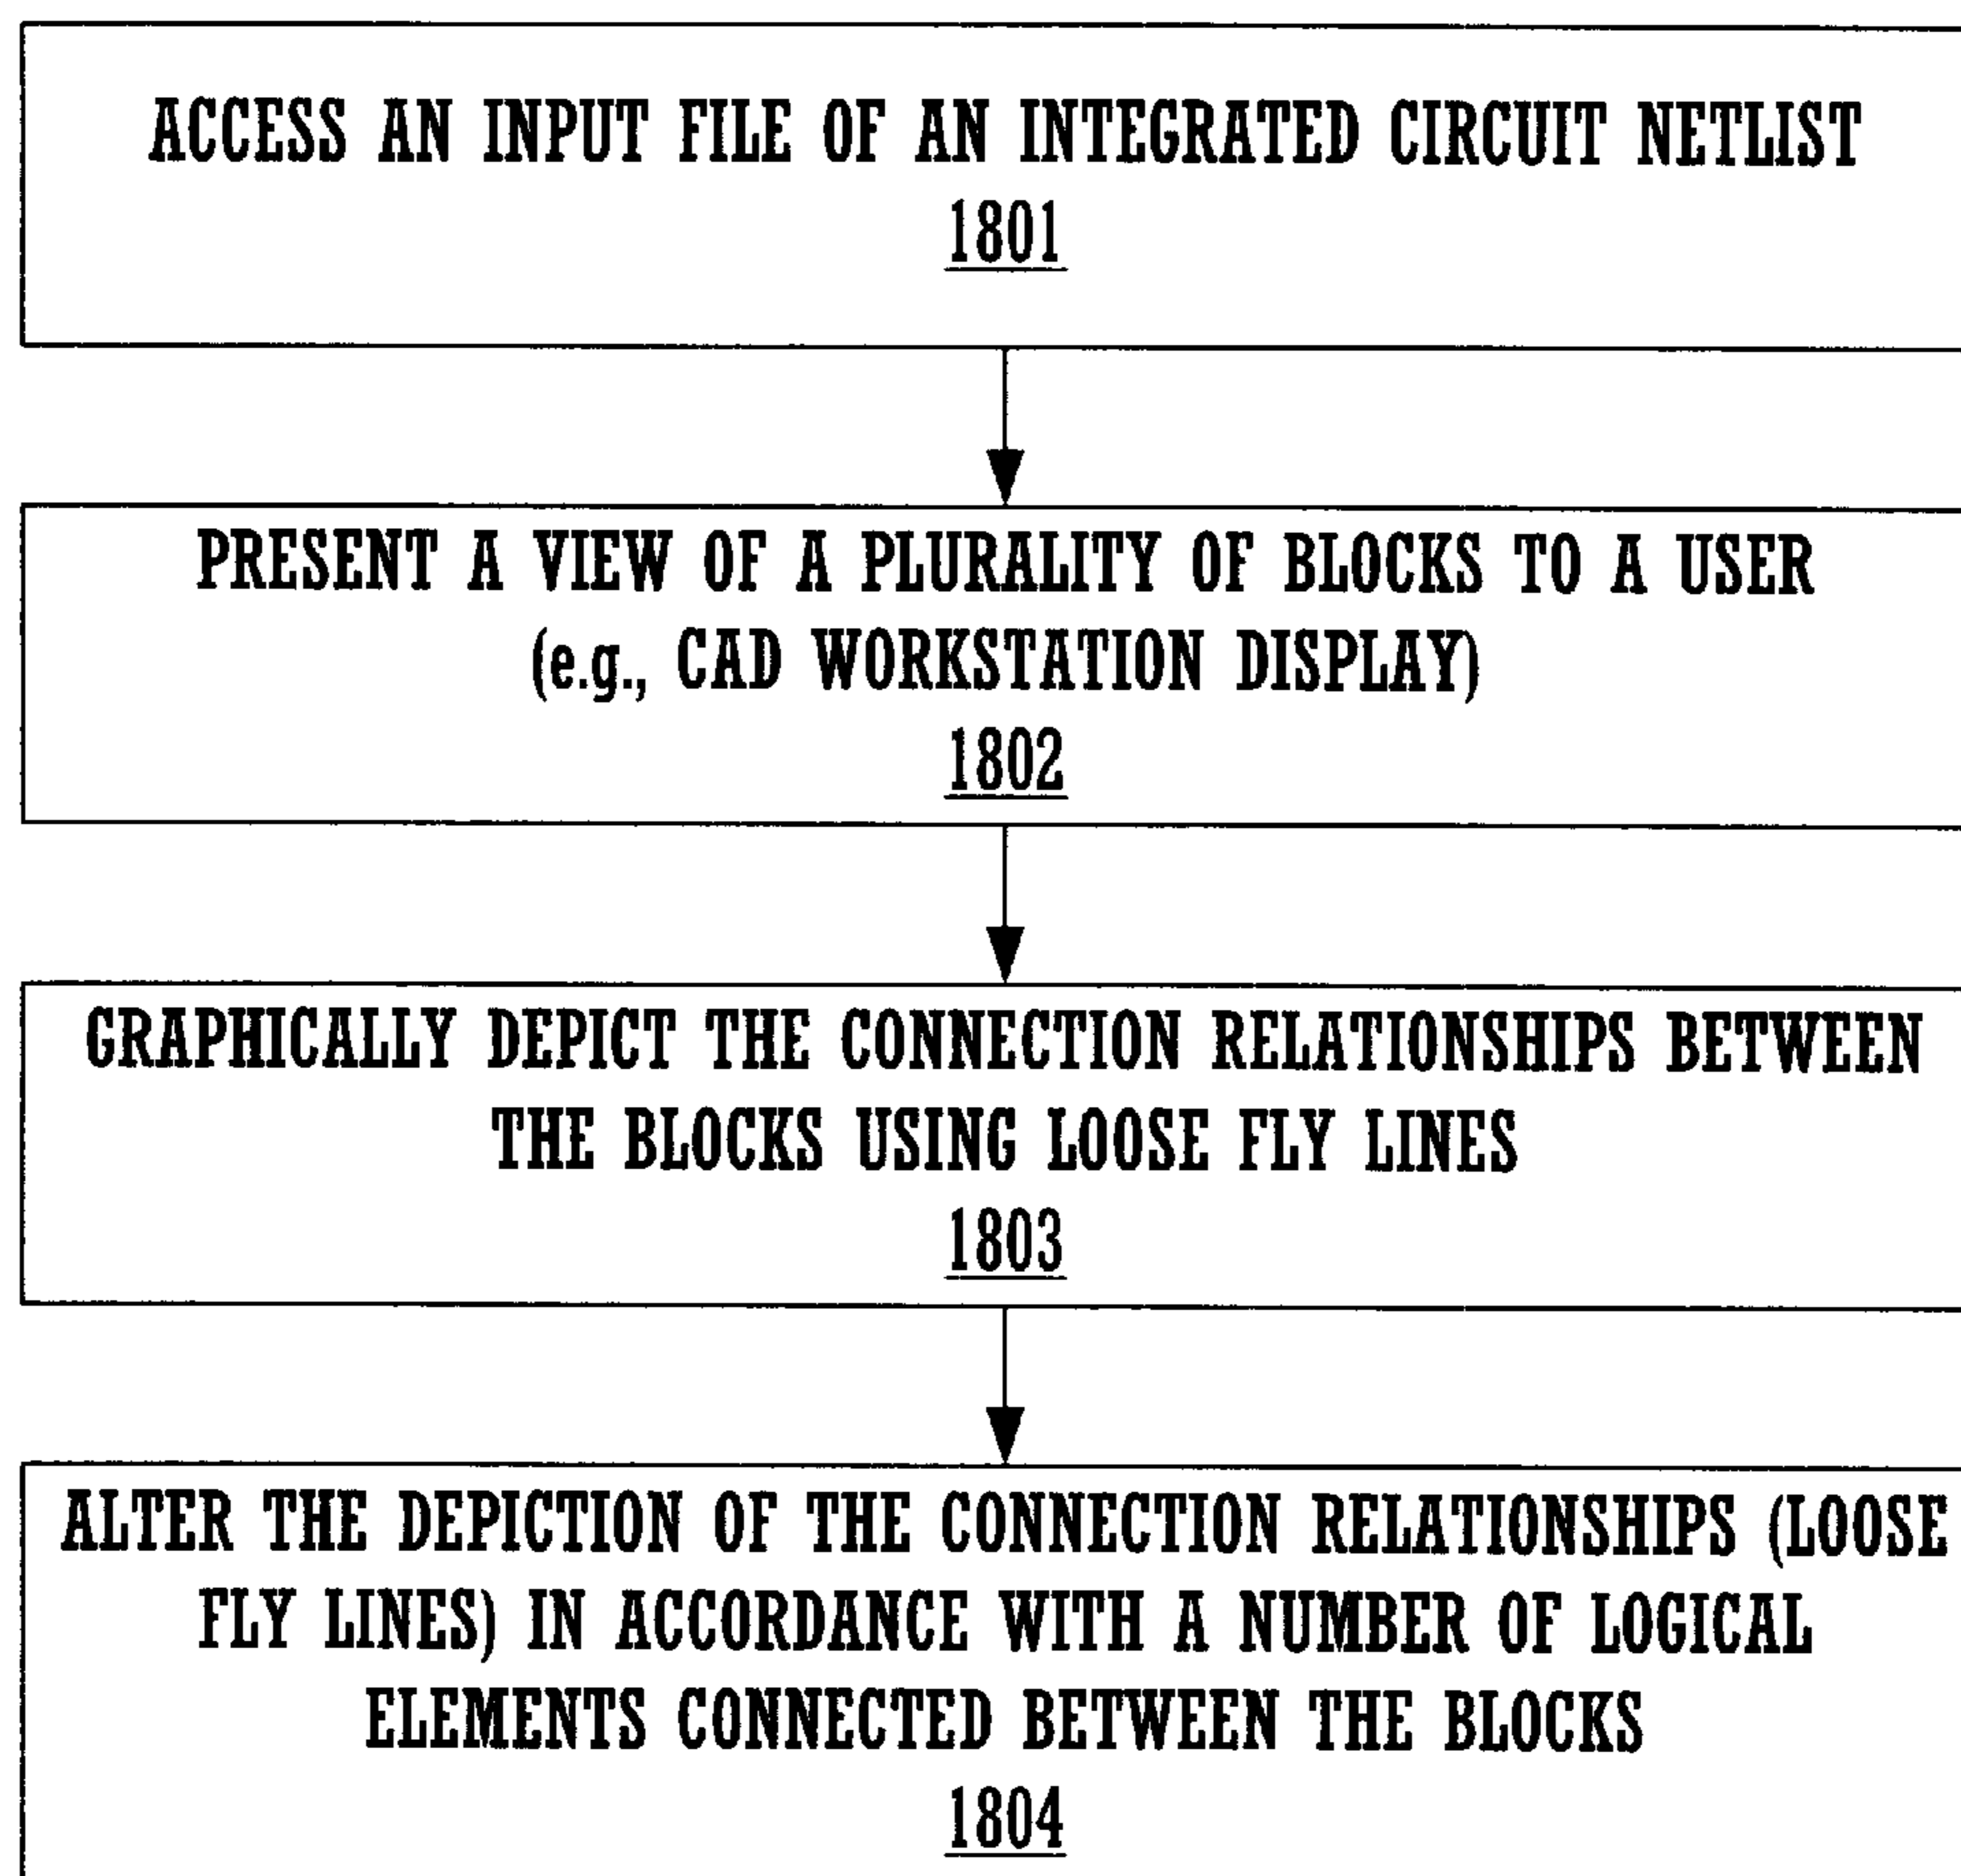 ACCESS AN INPUT FILE OF AN INTEGRATED CIRCUIT NETLIST
1801
PRESENT A VIEW OF A PLURALITY OF BLOCKS TO A USER
(e.g., CAD WORKSTATION DISPLAY)
1802
GRAPHICALLY DEPICT THE CONNECTION RELATIONSHIPS BETWEEN
THE BLOCKS USING LOOSE FLY LINES
1803
ALTER THE DEPICTION OF THE CONNECTION RELATIONSHIPS (LOOSE
FLY LINES) IN ACCORDANCE WITH A NUMBER OF LOGICAL
ELEMENTS CONNECTED BETWEEN THE BLOCKS
1804